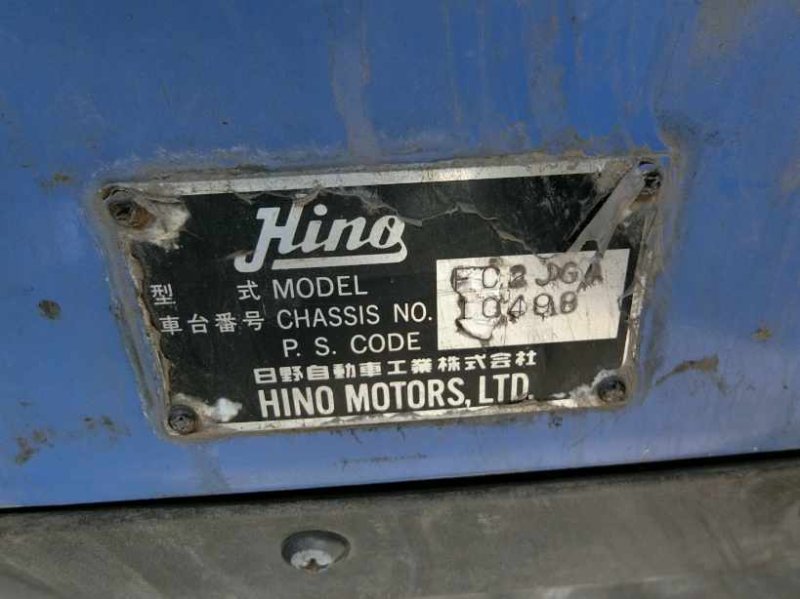 Hino
型式 MODEL FC2JGA
車台番号 CHASSIS NO. 10498
P. S. CODE
日野自動車工業株式会社
HINO MOTORS, LTD.